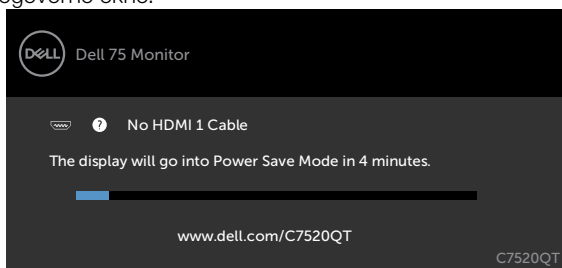 DELL
Dell 75 Monitor
? No HDMI 1 Cable
The display will go into Power Save Mode in 4 minutes.
www.dell.com/C7520QT
C7520QT